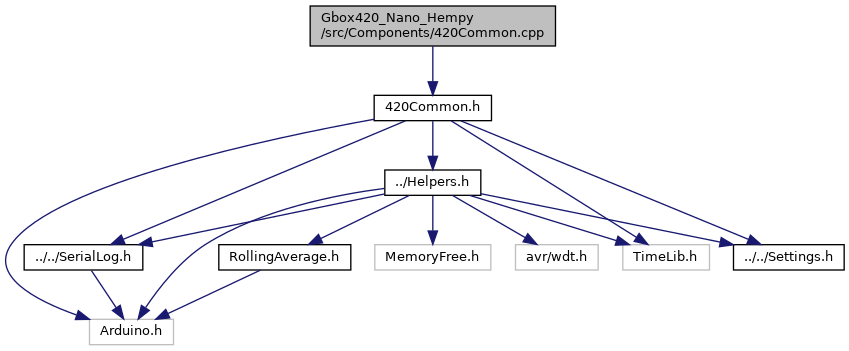 Gbox420_Nano_Hempy
/src/Components/420Common.cpp
420Common.h
../Helpers.h
../../SerialLog.h
RollingAverage.h
MemoryFree.h
avr/wdt.h
TimeLib.h
../../Settings.h
Arduino.h